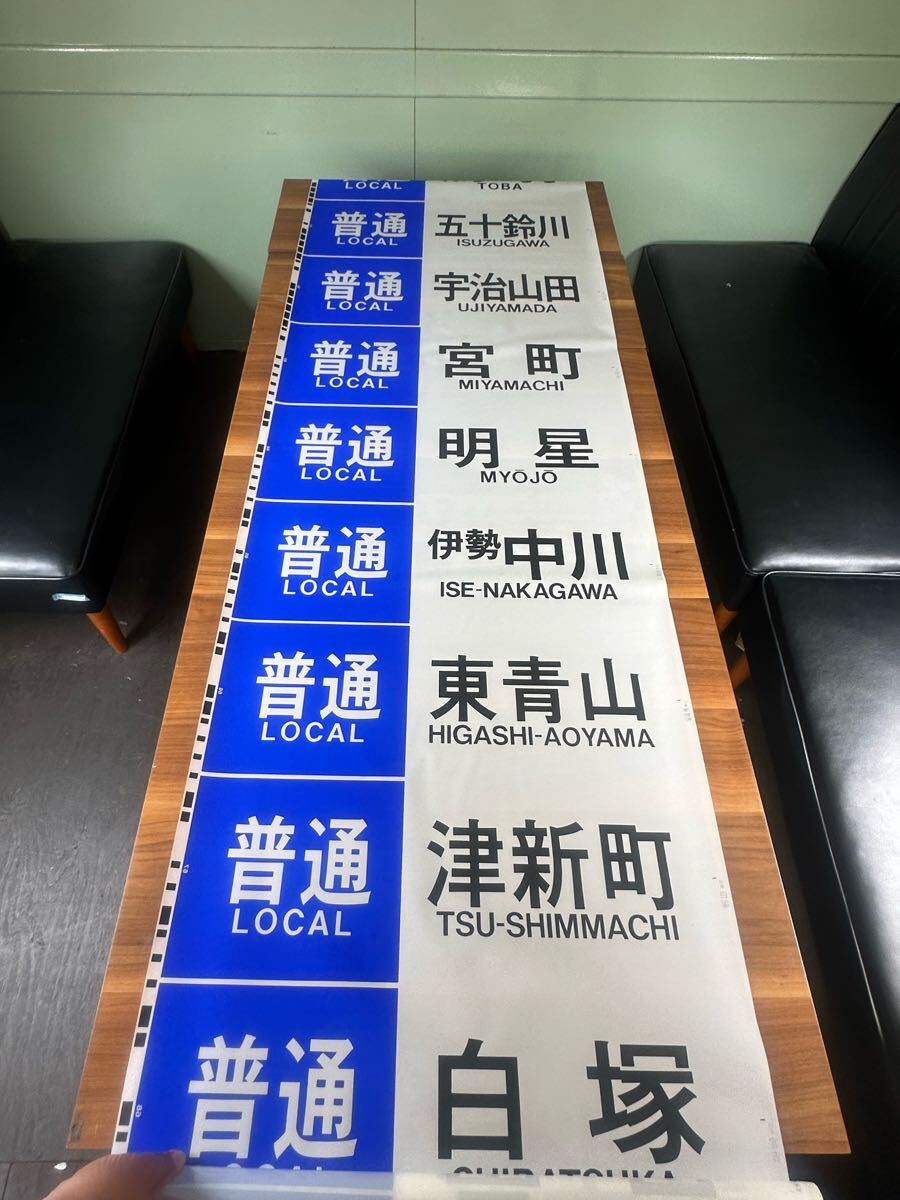 LOCAL TOBA
普通 五十鈴川
LOCAL ISUZUGAWA
普通 宇治山田
LOCAL UJIYAMADA
普通 宮町
LOCAL MIYAMACHI
普通 明星
LOCAL MYŌJŌ
普通 伊勢中川
LOCAL ISE-NAKAGAWA
普通 東青山
LOCAL HIGASHI-AOYAMA
普通 津新町
LOCAL TSU-SHIMMACHI
普通 白塚
LOCAL SHIRATSUKA